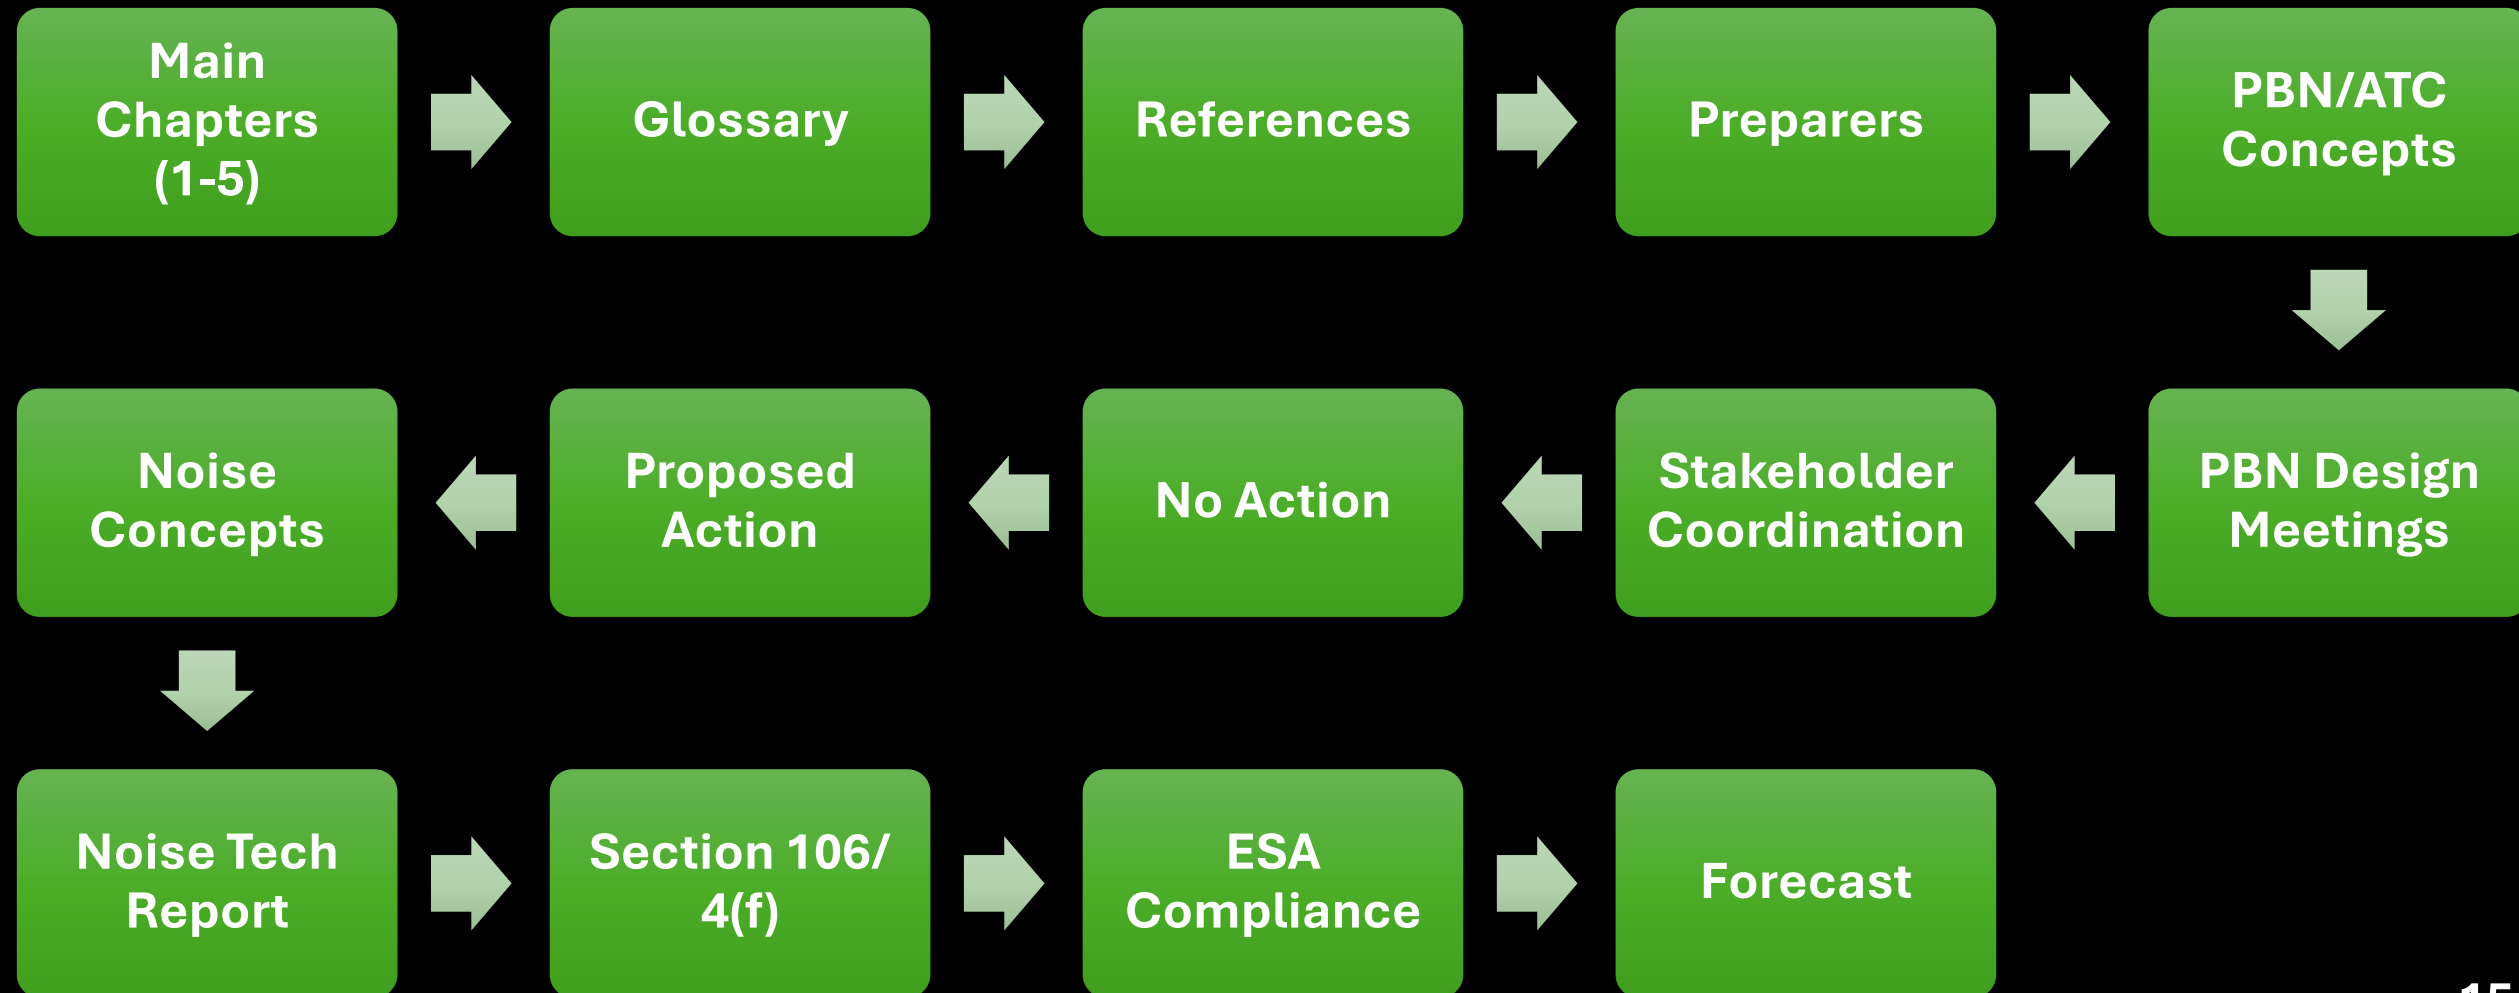 Main
Chapters
(1-5)
Glossary
References
Preparers
PBN/ATC
Concepts
PBN Design
Meetings
Stakeholder
Coordination
No Action
Proposed
Action
Noise
Concepts
Noise Tech
Report
Section 106/
4(f)
ESA
Compliance
Forecast